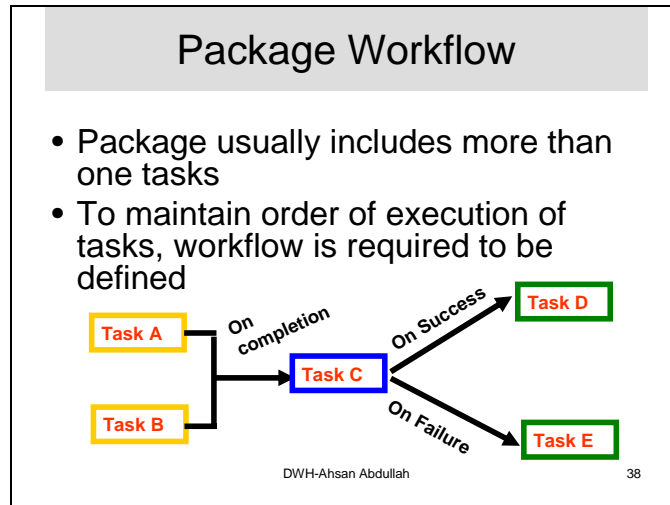 Package Workflow
• Package usually includes more than
one tasks
• To maintain order of execution of
tasks, workflow is required to be
defined
Task A
Task B
On
completion
Task C
On Success
On Failure
Task D
Task E
DWH-Ahsan Abdullah
38